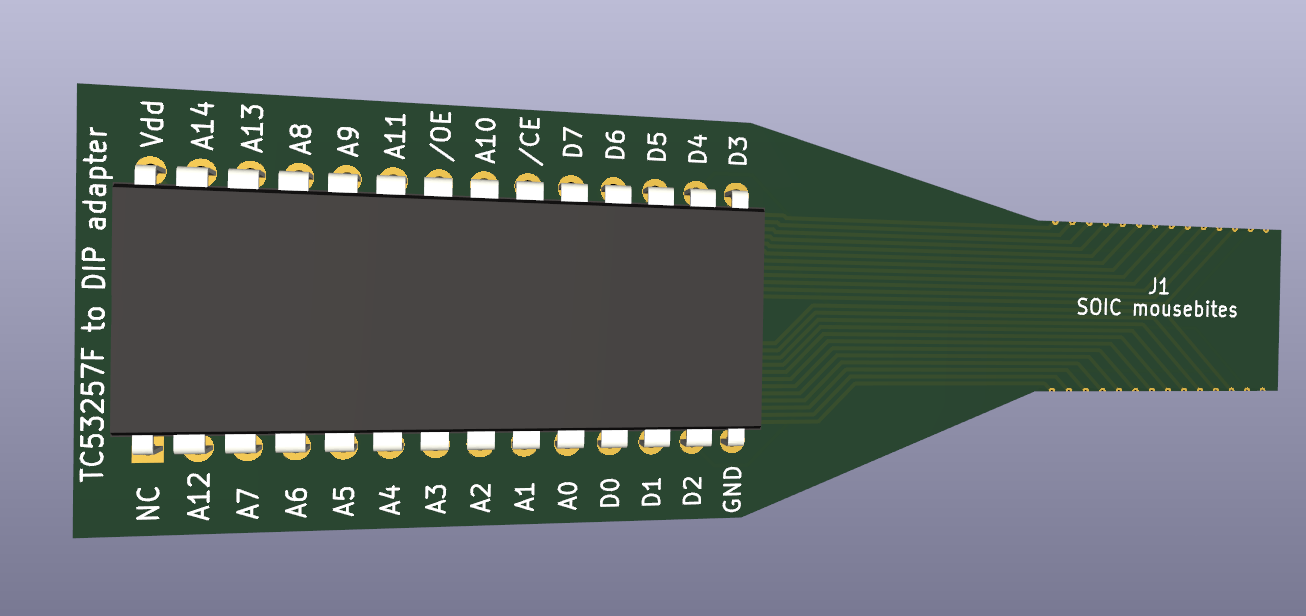 TC53257F to DIP adapter
Vdd
A14
A13
A8
A9
A11
/OE
A10
/CE
D7
D6
D5
D4
D3
J1
SOIC mousebites
NC
A12
A7
A6
A5
A4
A3
A2
A1
A0
D0
D1
D2
GND